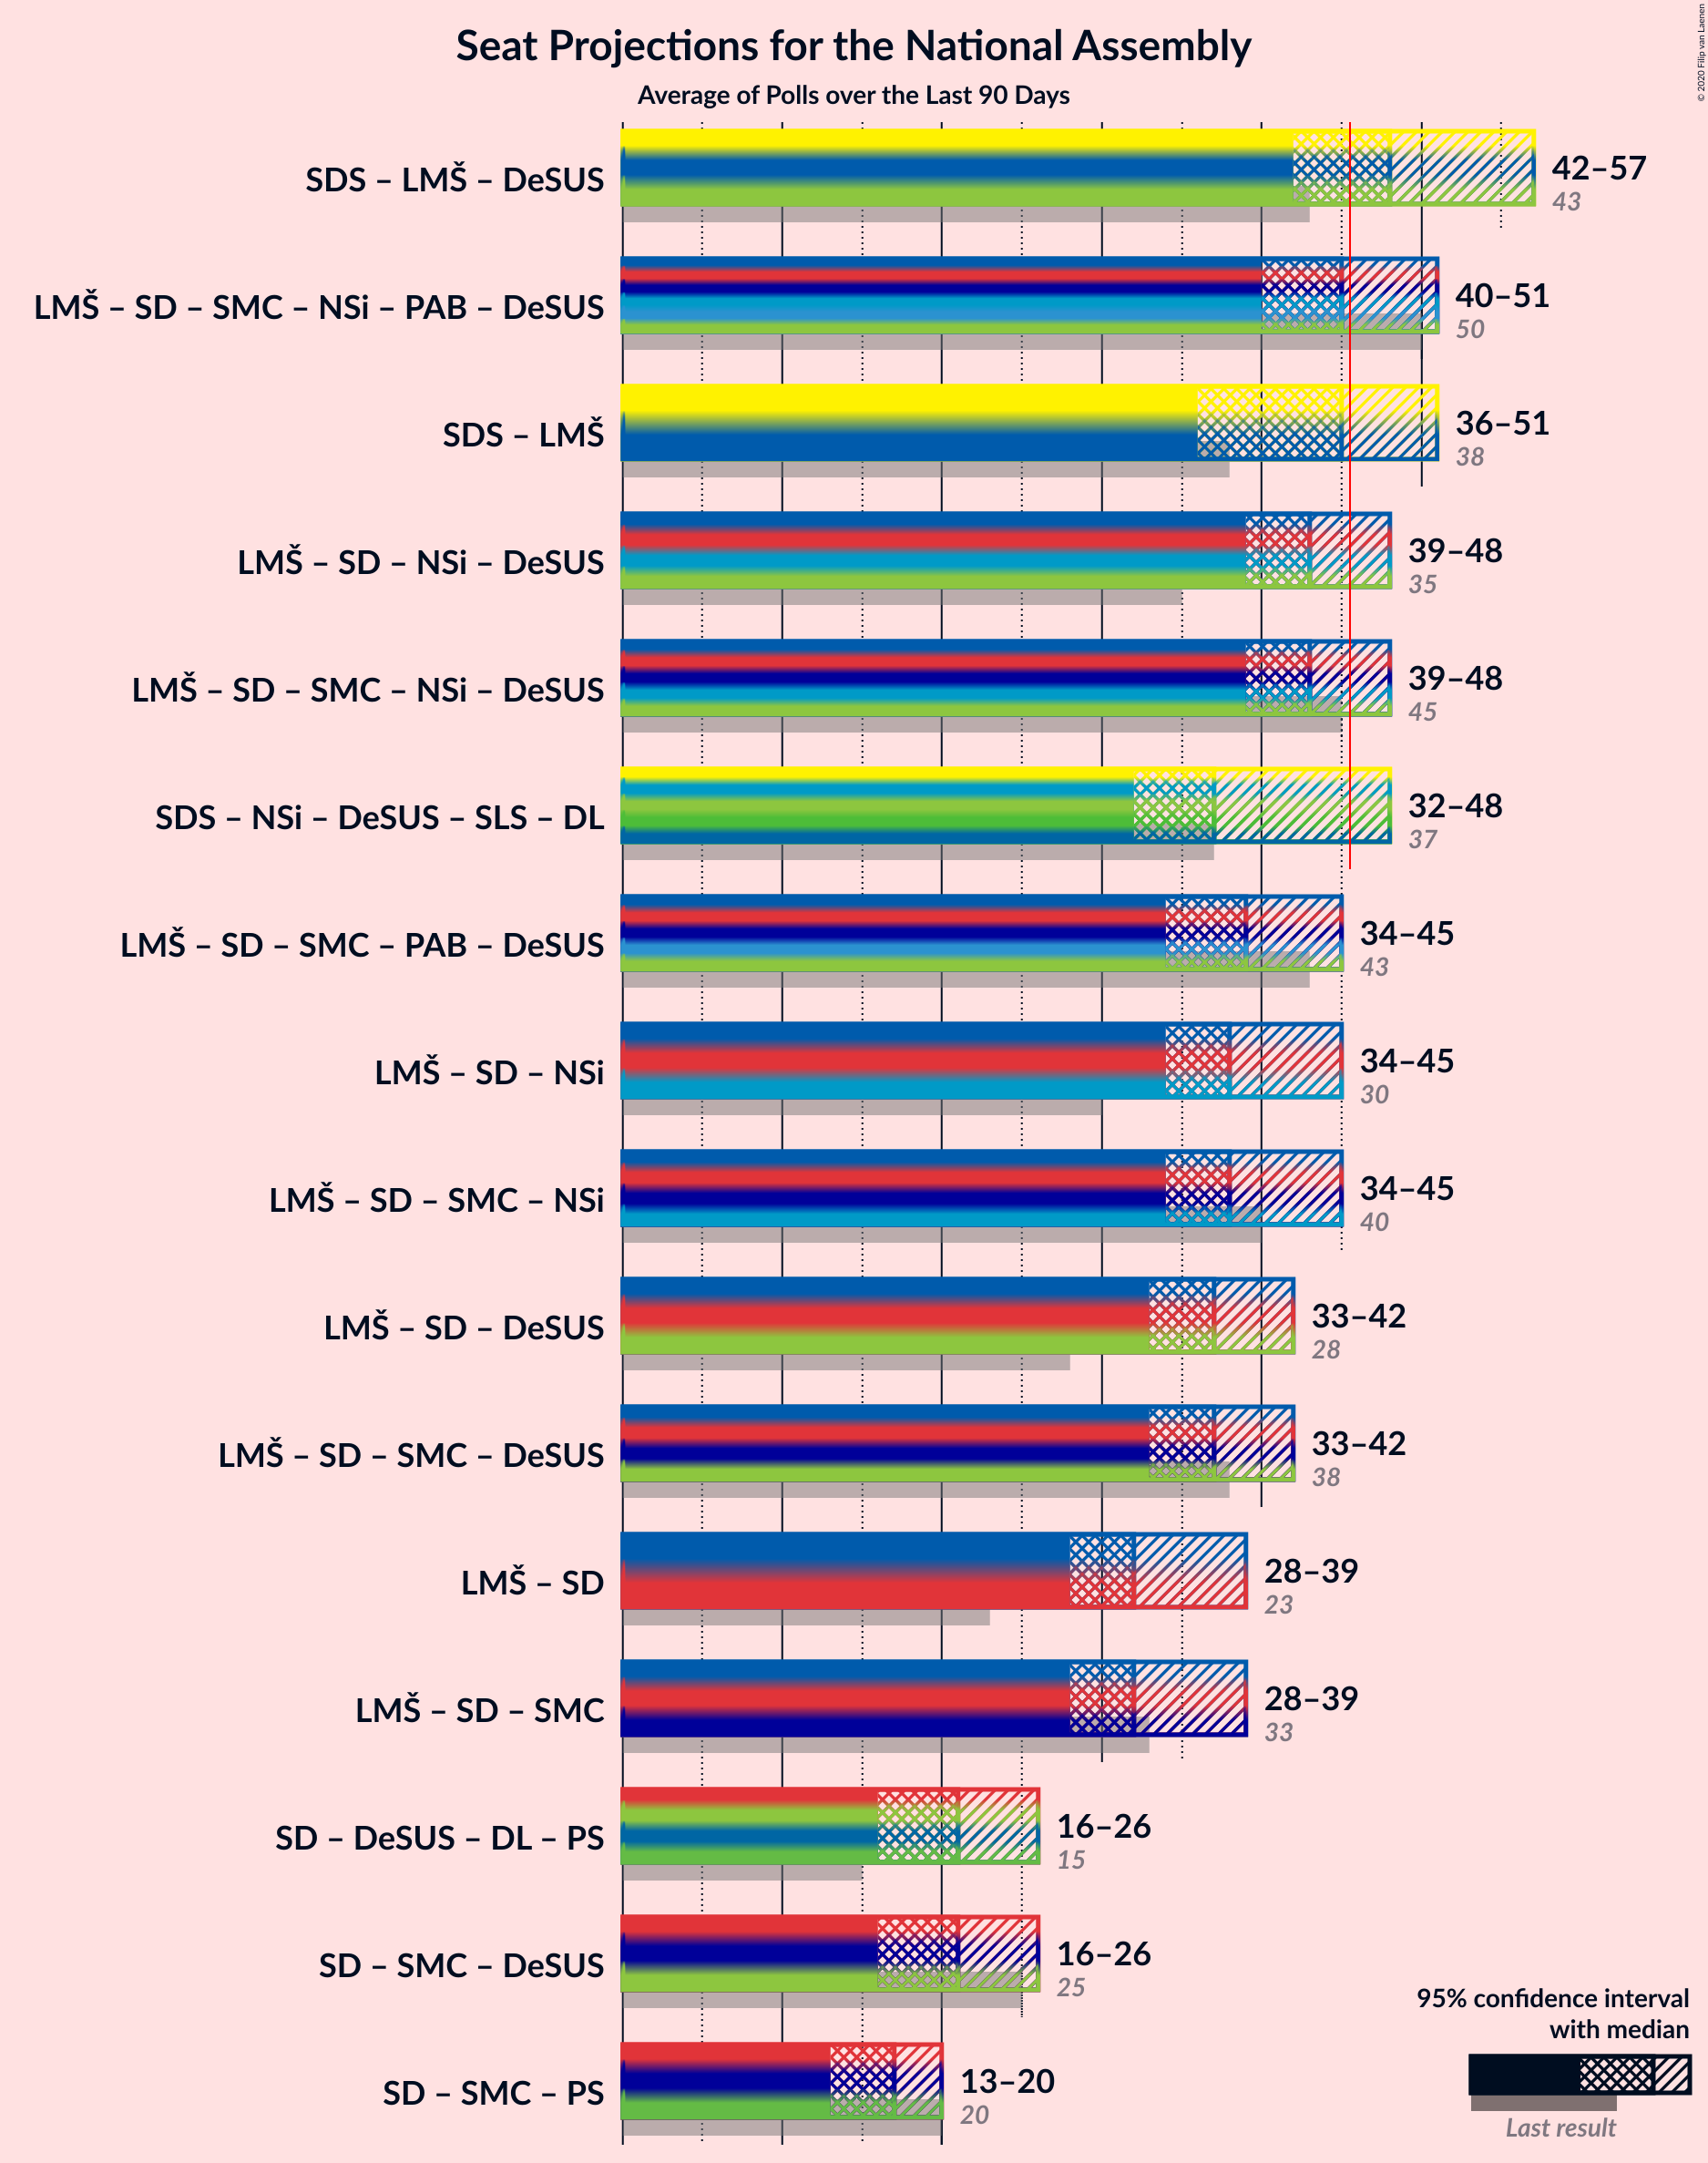 Seat Projections for the National Assembly
Average of Polls over the Last 90 Days
© 2020 Filip van Laenen
SDS – LMŠ – DeSUS
42–57
43
LMŠ – SD – SMC – NSi – PAB – DeSUS
40–51
50
SDS – LMŠ
36–51
38
LMŠ – SD – NSi – DeSUS
39–48
35
LMŠ – SD – SMC – NSi – DeSUS
39–48
45
SDS – NSi – DeSUS – SLS – DL
32–48
37
LMŠ – SD – SMC – PAB – DeSUS
34–45
43
LMŠ – SD – NSi
34–45
30
LMŠ – SD – SMC – NSi
34–45
40
LMŠ – SD – DeSUS
33–42
28
LMŠ – SD – SMC – DeSUS
33–42
38
LMŠ – SD
28–39
23
LMŠ – SD – SMC
28–39
33
SD – DeSUS – DL – PS
16–26
15
SD – SMC – DeSUS
16–26
25
SD – SMC – PS
13–20
20
95% confidence interval
with median
Last result